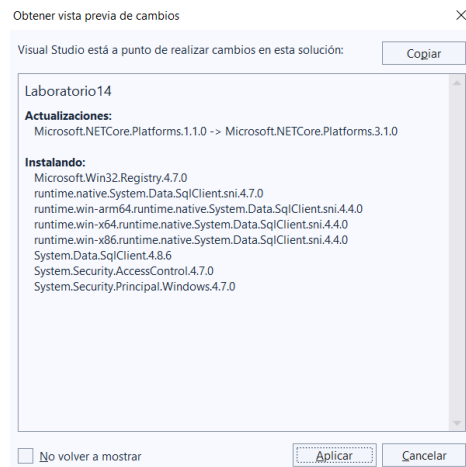 Obtener vista previa de cambios
Visual Studio está a punto de realizar cambios en esta solución:
Copiar
Laboratorio14
Actualizaciones:
Microsoft.NETCore.Platforms.1.1.0 -> Microsoft.NETCore.Platforms.3.1.0
Instalando:
Microsoft.Win32.Registry.4.7.0
runtime.native.System.Data.SqlClient.sni.4.7.0
runtime.win-arm64.runtime.native.System.Data.SqlClient.sni.4.4.0
runtime.win-x64.runtime.native.System.Data.SqlClient.sni.4.4.0
runtime.win-x86.runtime.native.System.Data.SqlClient.sni.4.4.0
System.Data.SqlClient.4.8.6
System.Security.AccessControl.4.7.0
System.Security.Principal.Windows.4.7.0
No volver a mostrar
Aplicar
Cancelar